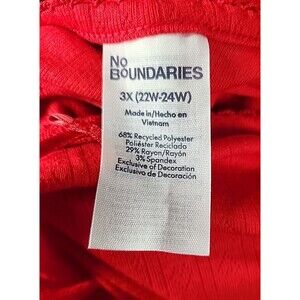 No
BOUNDARIES
3X (22W-24W)
Made in/Hecho en
Vietnam
68% Recycled Polyester
Poliéster Reciclado
29% Rayon/Rayón
3% Spandex
Exclusive of Decoration
Exclusivo de Decoración